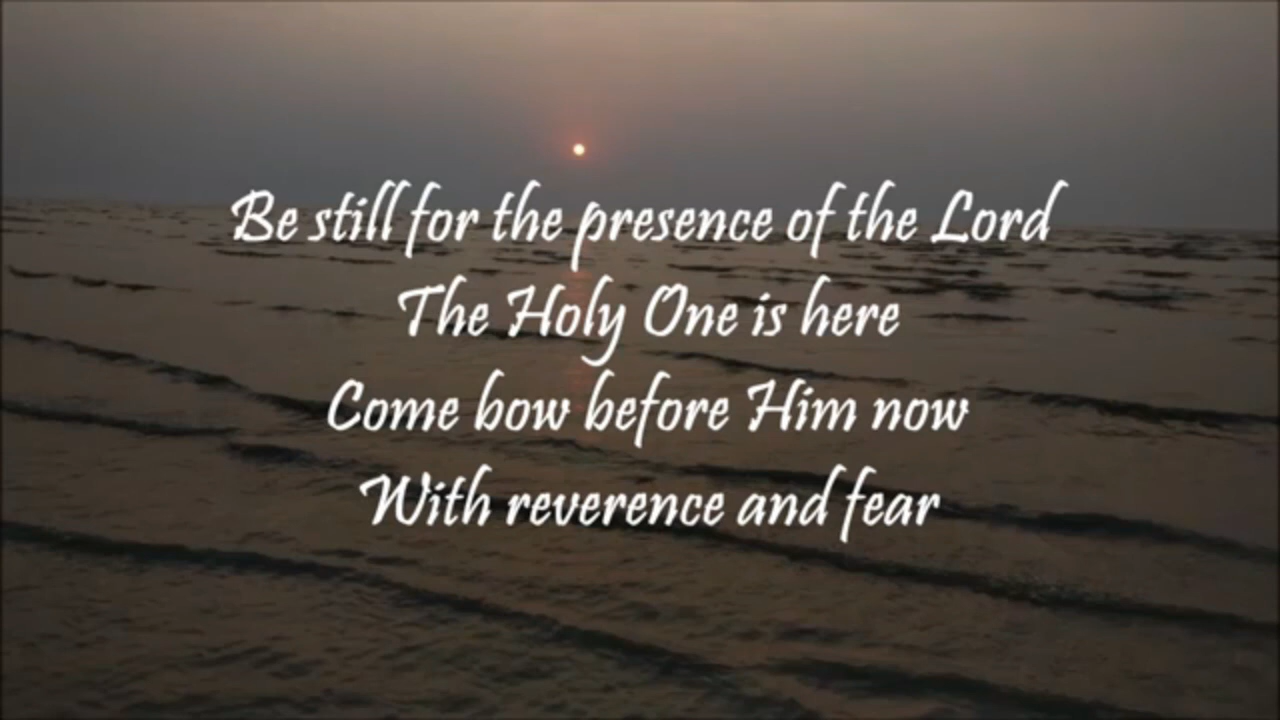 Be still for the presence of the Lord
The Holy One is here
Come bow before Him now
With reverence and fear